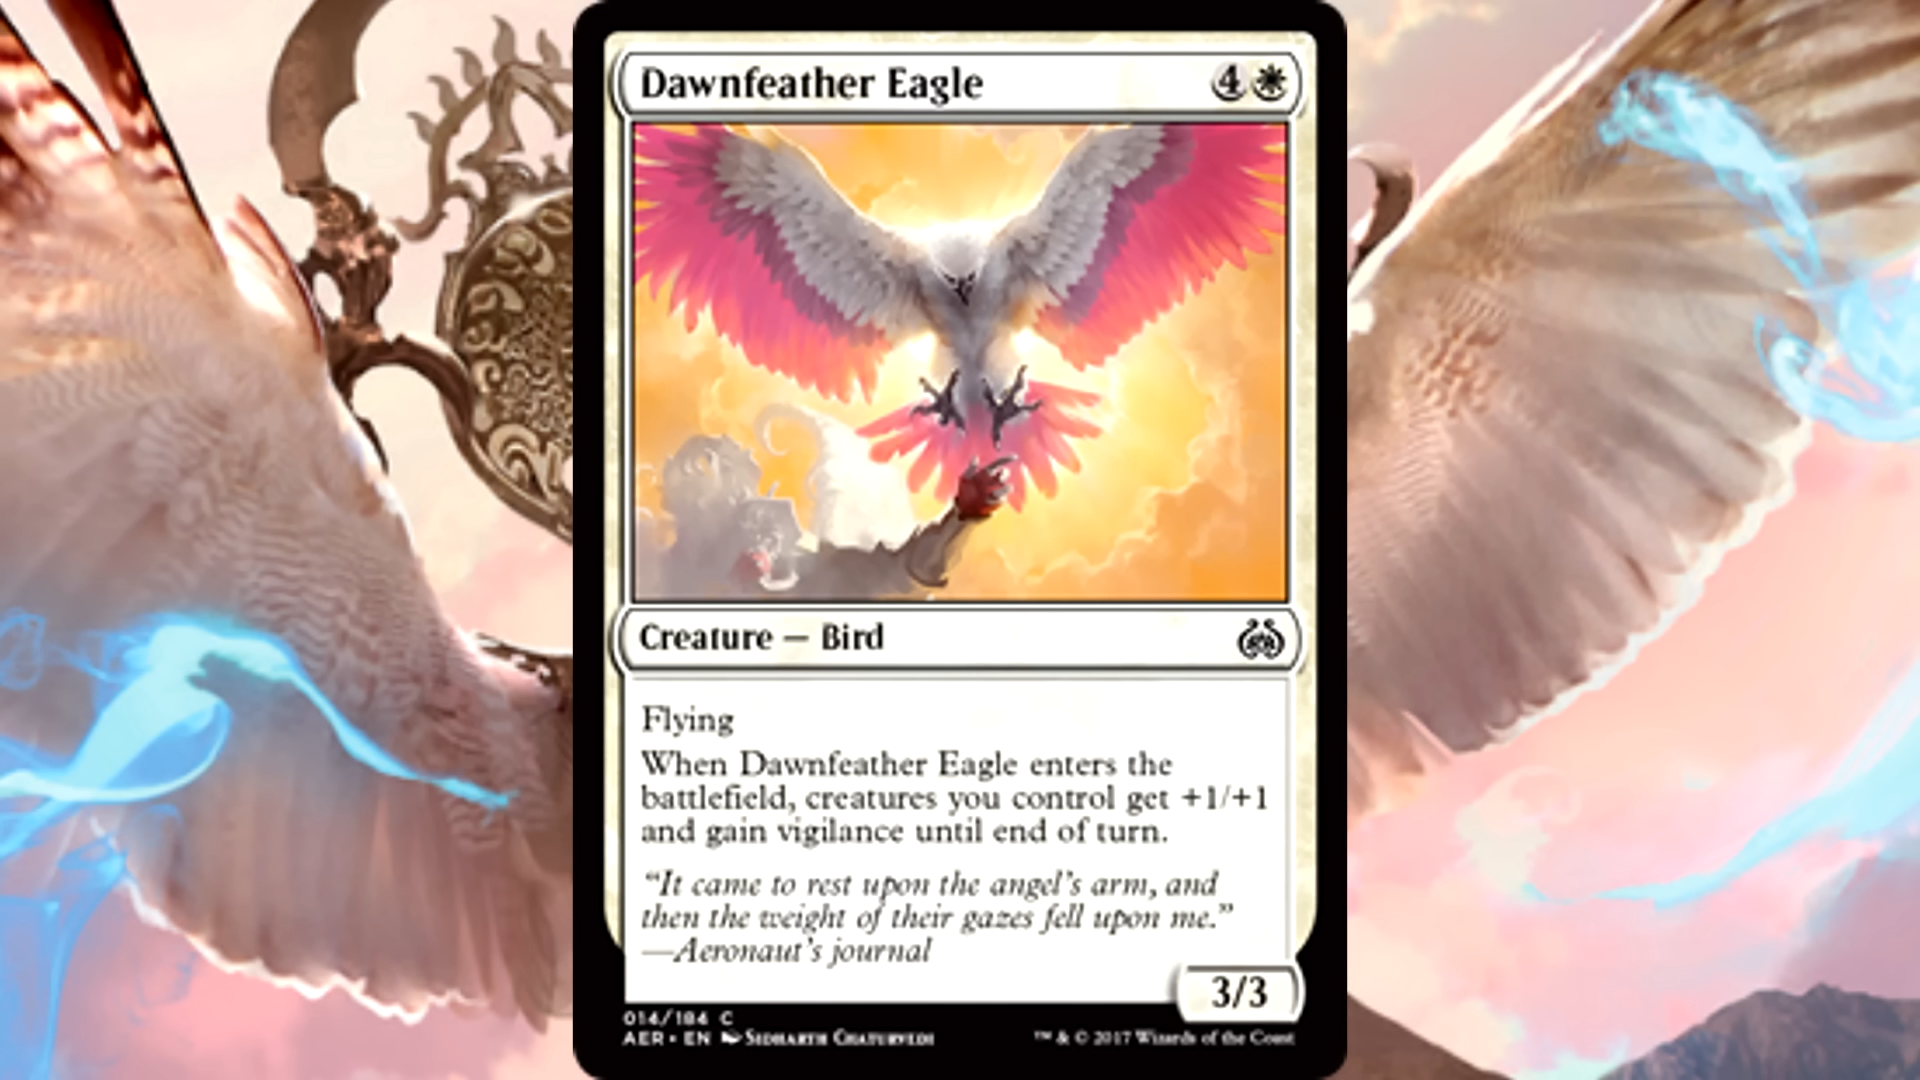 Dawnfeather Eagle 4
Creature — Bird
Flying
When Dawnfeather Eagle enters the
battlefield, creatures you control get +1/+1
and gain vigilance until end of turn.
“It came to rest upon the angel’s arm, and
then the weight of their gazes fell upon me.”
—Aeronaut’s journal
3/3
014/184 C
AER • EN Sidharth Chaturvedi
™ & © 2017 Wizards of the Coast